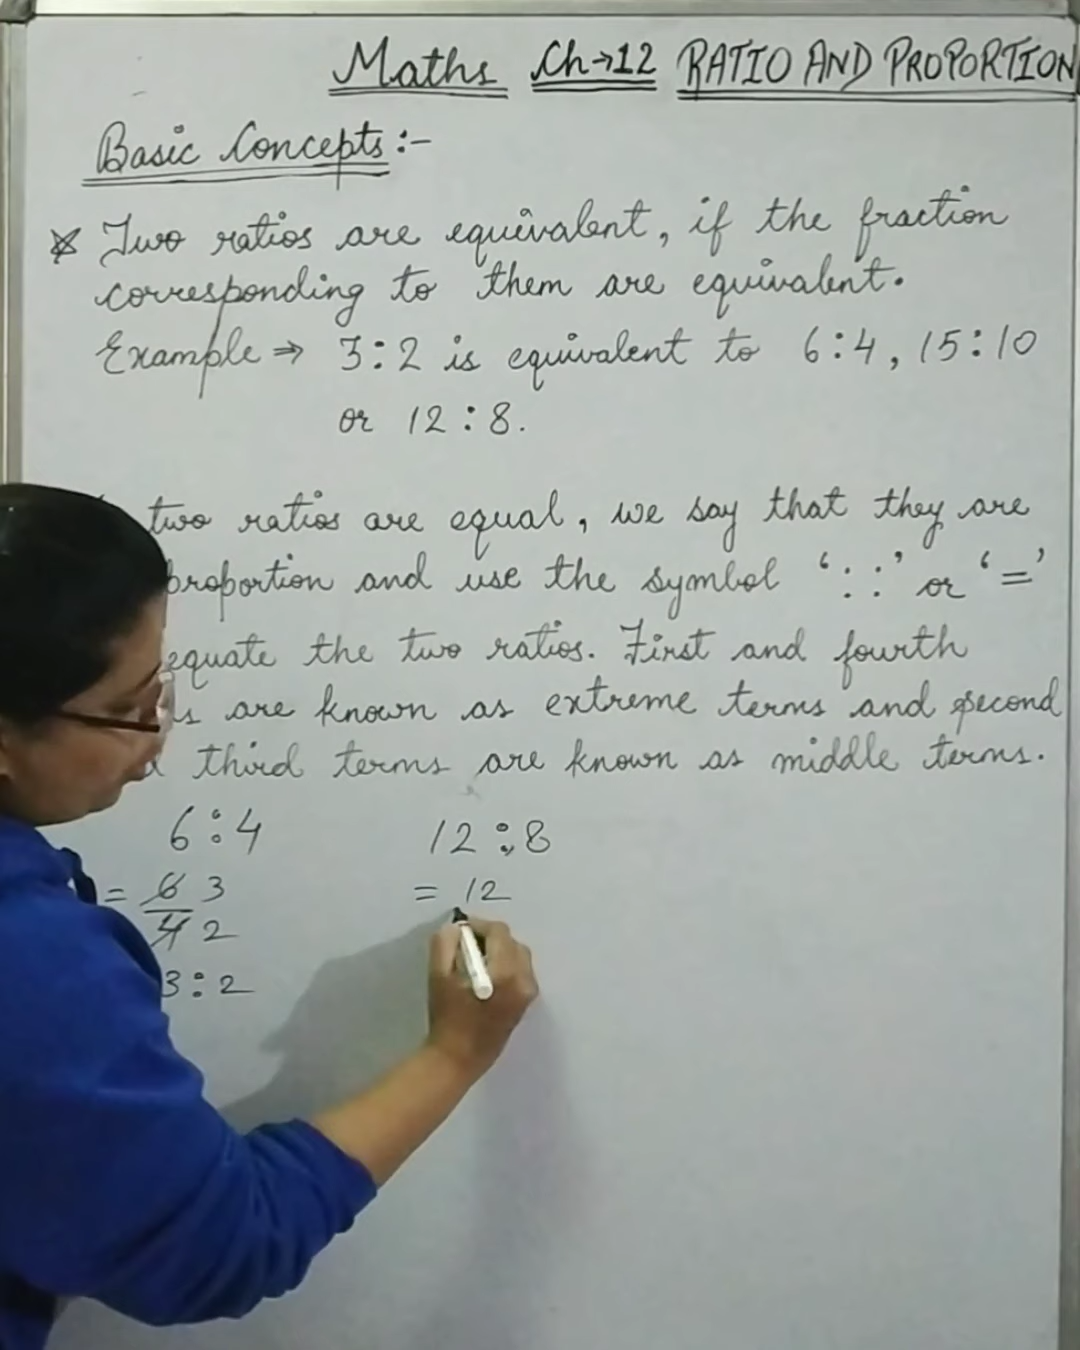 Maths Ch→12 RATIO AND PROPORTION
Basic Concepts:-
Two ratios are equivalent, if the fraction
corresponding to them are equivalent.
Example ⇒ 3:2 is equivalent to 6:4, 15:10
or 12:8.
two ratios are equal, we say that they are
proportion and use the symbol '::' or '='
equate the two ratios. First and fourth
are known as extreme terms and second
third terms are known as middle terms.
6:4 12:8
= 6 3 = 12
4 2
3:2